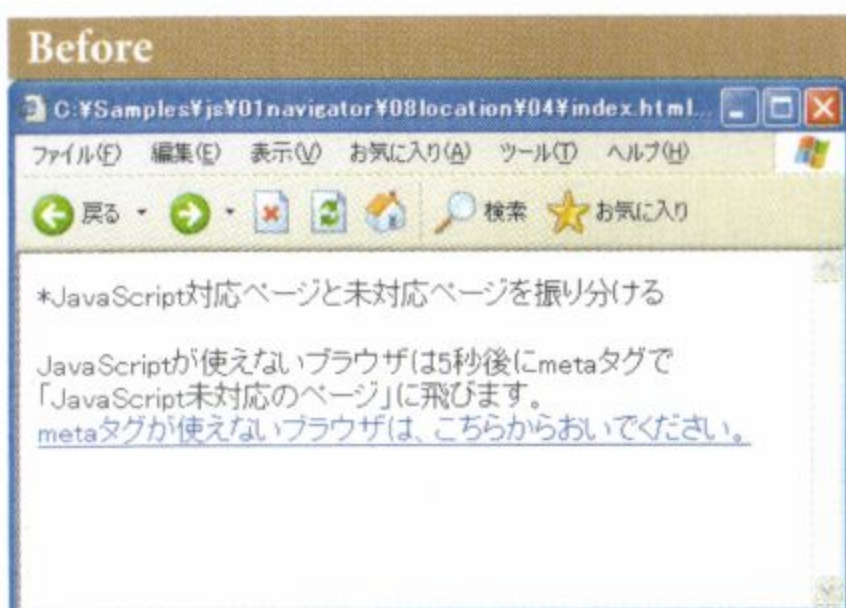 Before
C:¥Samples¥js¥01navigator¥08location¥04¥index.html...
ファイル(F) 編集(E) 表示(V) お気に入り(A) ツール(T) ヘルプ(H)
戻る 検索 お気に入り
*JavaScript対応ページと未対応ページを振り分ける
JavaScriptが使えないブラウザは5秒後にmetaタグで
「JavaScript未対応のページ」に飛びます。
metaタグが使えないブラウザは、こちらからおいでください。